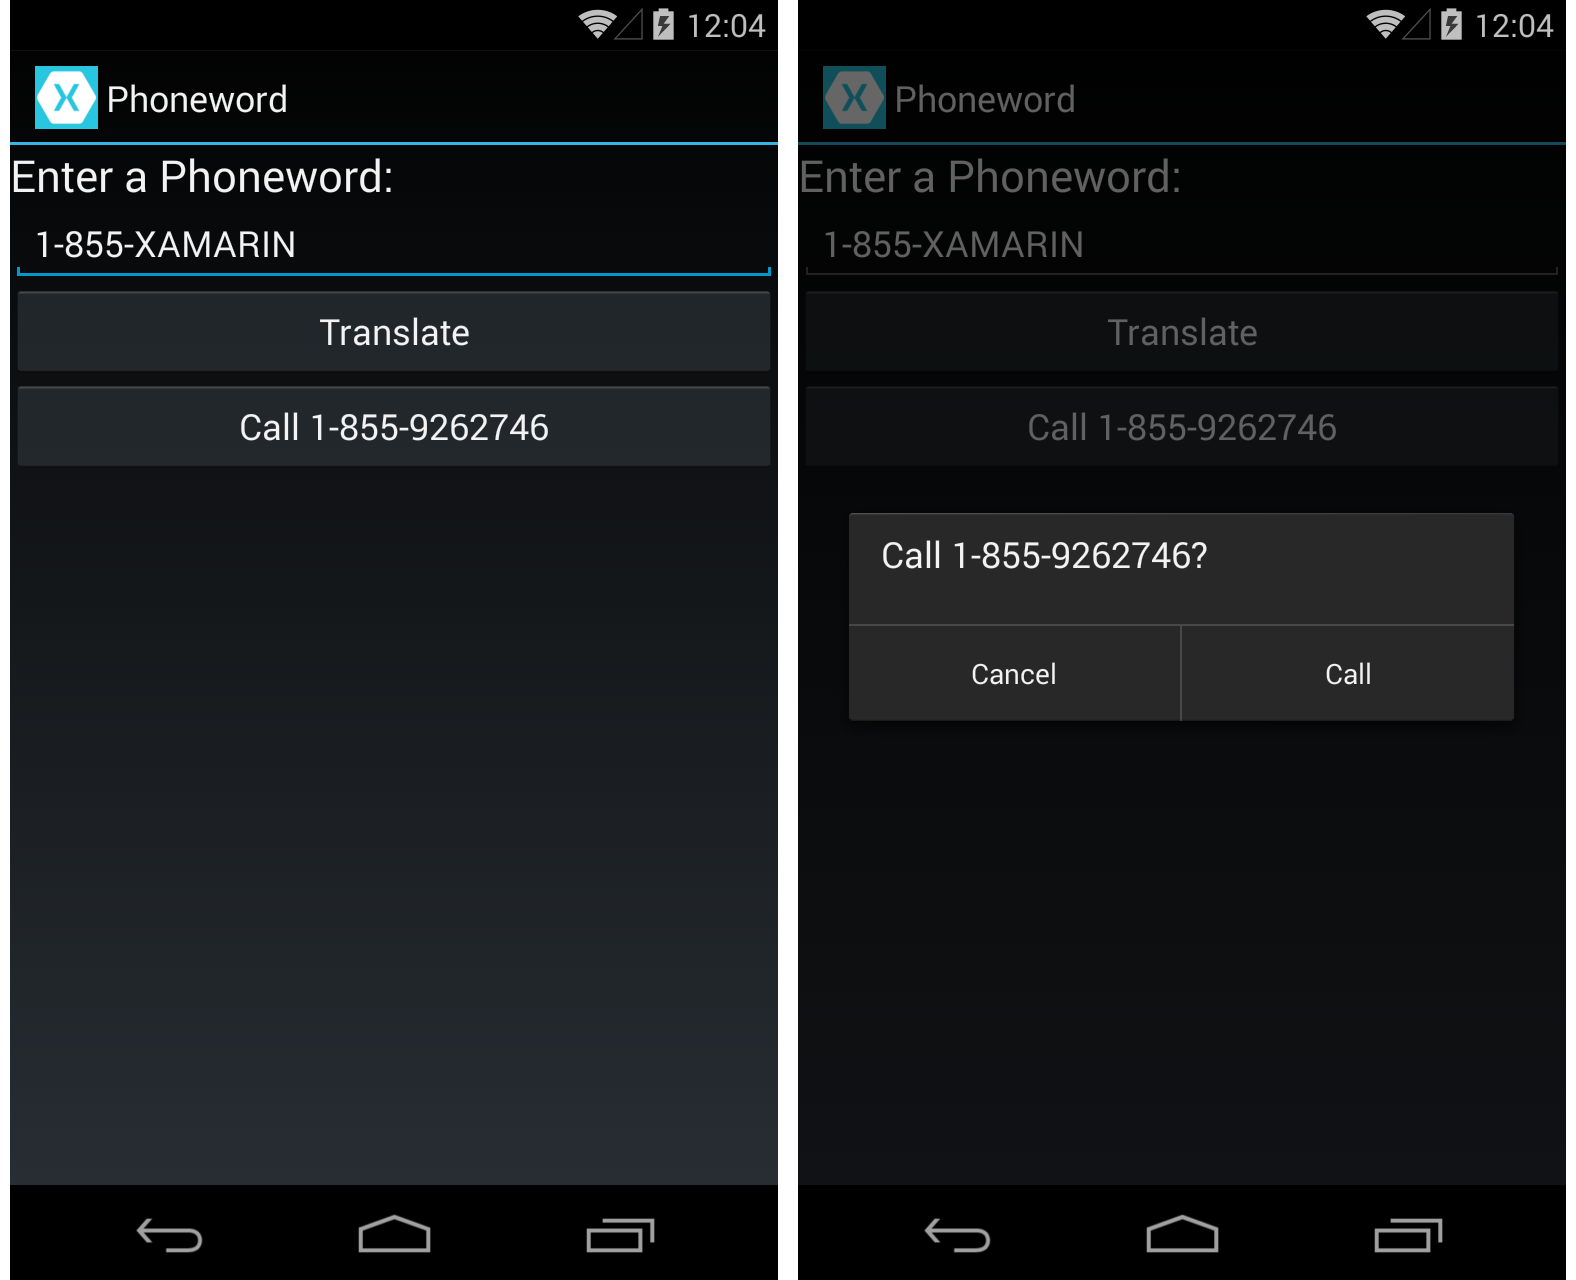 12:04
Phoneword
Enter a Phoneword:
1-855-XAMARIN
Translate
Call 1-855-9262746
12:04
Phoneword
Enter a Phoneword:
1-855-XAMARIN
Translate
Call 1-855-9262746
Call 1-855-9262746?
Cancel
Call